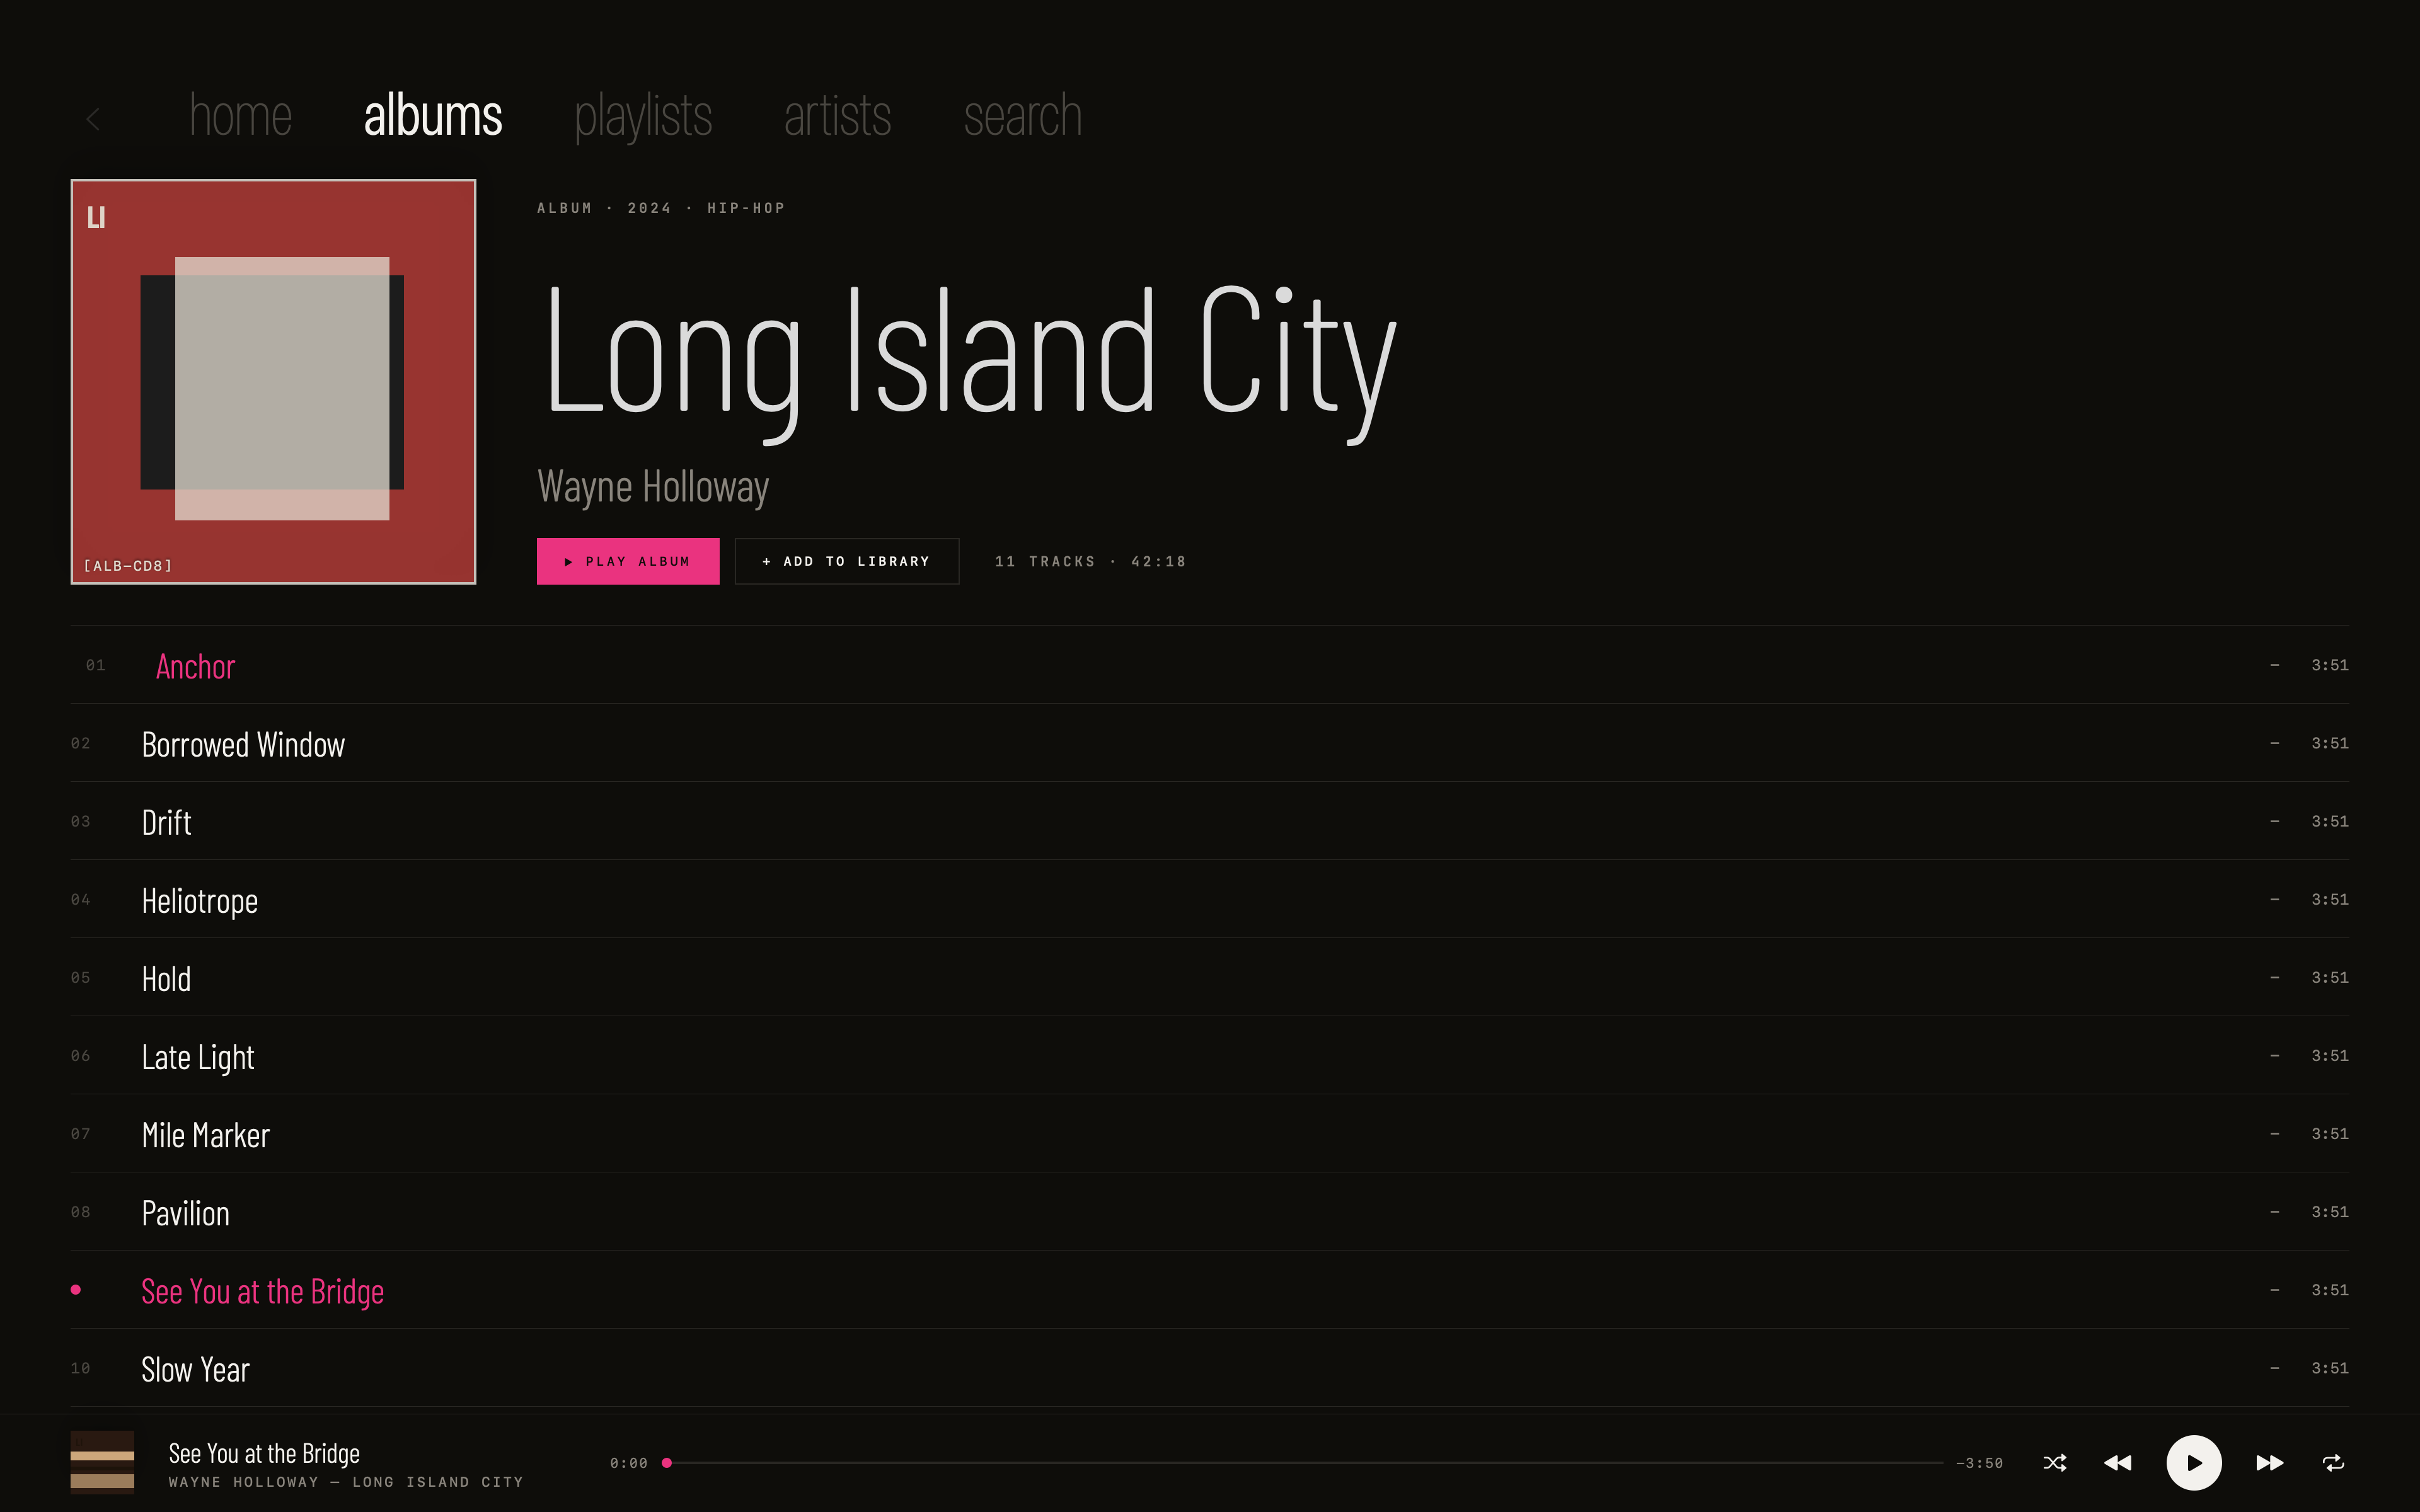 home albums playlists artists search
LI
[ALB—CD8]
ALBUM · 2024 · HIP-HOP
Long Island City
Wayne Holloway
▶ PLAY ALBUM + ADD TO LIBRARY 11 TRACKS · 42:18
01 Anchor — 3:51
02 Borrowed Window — 3:51
03 Drift — 3:51
04 Heliotrope — 3:51
05 Hold — 3:51
06 Late Light — 3:51
07 Mile Marker — 3:51
08 Pavilion — 3:51
See You at the Bridge — 3:51
10 Slow Year — 3:51
See You at the Bridge
WAYNE HOLLOWAY — LONG ISLAND CITY
0:00 —3:50